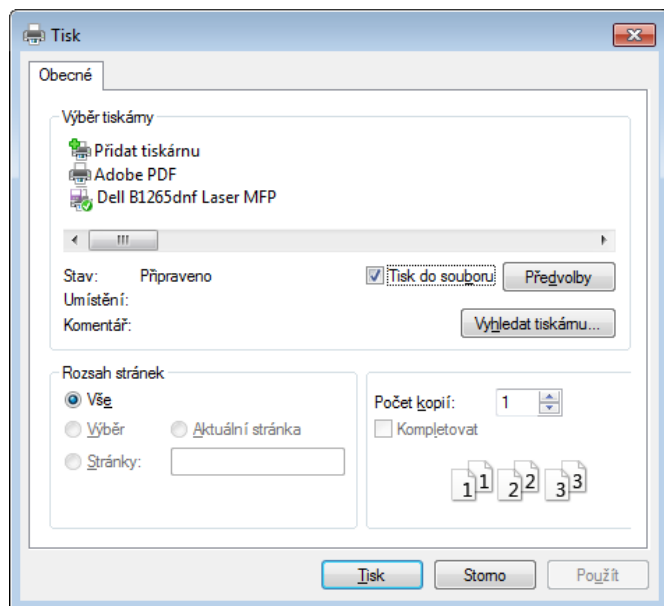 Tisk
Obecné
Výběr tiskárny
Přidat tiskárnu
Adobe PDF
Dell B1265dnf Laser MFP
Stav: Připraveno
Tisk do souboru
Předvolby
Umístění:
Komentář:
Vyhledat tiskárnu...
Rozsah stránek
Vše
Výběr
Aktuální stránka
Stránky:
Počet kopií: 1
Kompletovat
1 1 2 2 3 3
Tisk
Storno
Použít